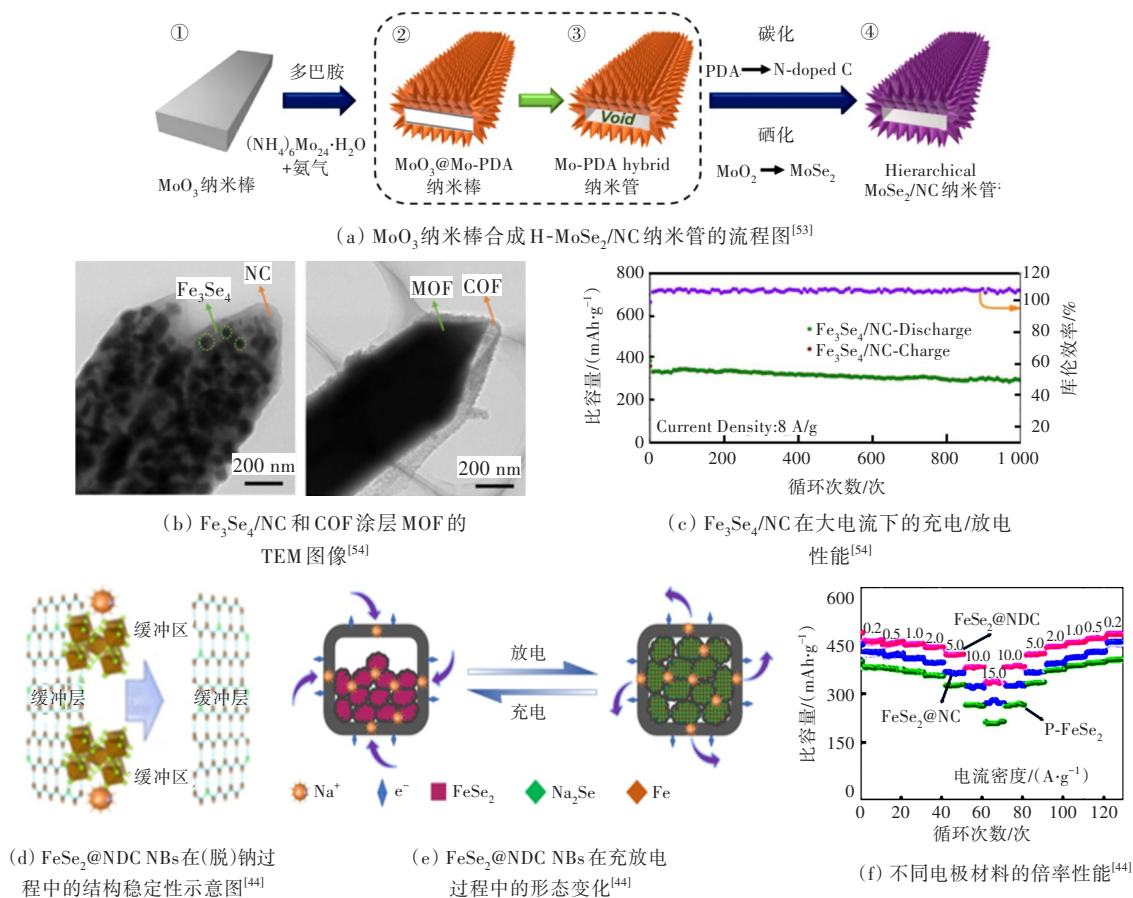 ① ② ③ ④
多巴胺
(NH₄)₆Mo₂₄·H₂O
+氨气
Void
碳化
PDA N-doped C
硒化
MoO₂ MoSe₂
MoO₃纳米棒
MoO₃@Mo-PDA
纳米棒
Mo-PDA hybrid
纳米管
Hierarchical
MoSe₂/NC纳米管
(a) MoO₃纳米棒合成H-MoSe₂/NC纳米管的流程图[53]
Fe₃Se₄
NC
200 nm
MOF
COF
200 nm
(b) Fe₃Se₄/NC和COF涂层MOF的
TEM图像[54]
比容量/(mAh·g⁻¹)
800
700
600
400
200
0
Fe₃Se₄/NC-Discharge
Fe₃Se₄/NC-Charge
Current Density:8 A/g
120
100
80
60
40
20
库伦效率/%
0 200 400 600 800 1 000
循环次数/次
(c) Fe₃Se₄/NC在大电流下的充电/放电
性能[54]
缓冲区
缓冲层 缓冲层
缓冲区
(d) FeSe₂@NDC NBs在(脱)钠过
程中的结构稳定性示意图[44]
放电
充电
Na⁺ e⁻ FeSe₂ Na₂Se Fe
(e) FeSe₂@NDC NBs在充放电
过程中的形态变化[44]
比容量/(mAh·g⁻¹)
600
450
300
150
0
0.2 0.5 1.0 2.0 5.0 10.0 15.0 10.0 5.0 2.0 1.0 0.5 0.2
FeSe₂@NDC
FeSe₂@NC
P-FeSe₂
电流密度/(A·g⁻¹)
0 20 40 60 80 100 120
循环次数/次
(f) 不同电极材料的倍率性能[44]